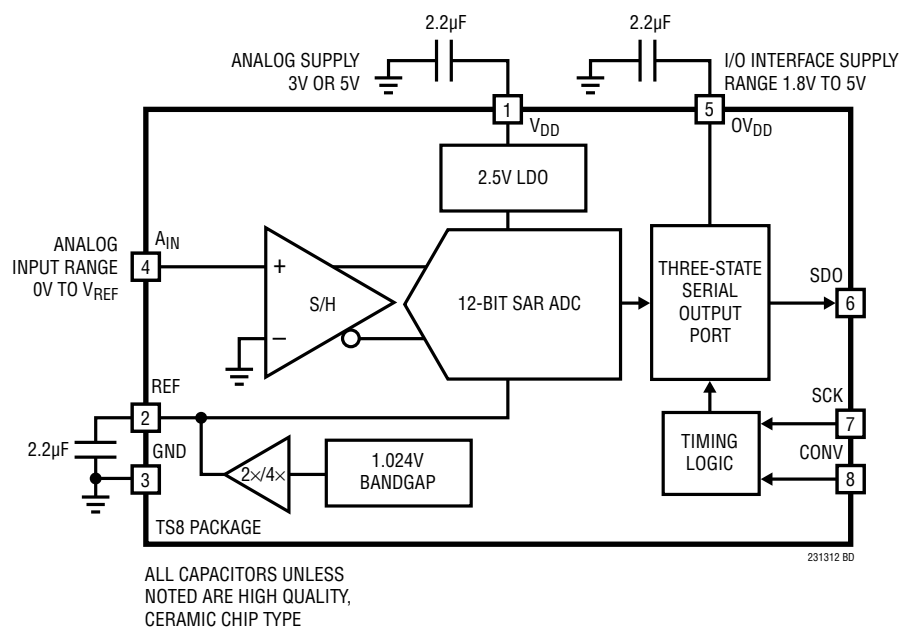 2.2µF
2.2µF
ANALOG SUPPLY
3V OR 5V
I/O INTERFACE SUPPLY
RANGE 1.8V TO 5V
1
VDD
5
OVDD
2.5V LDO
ANALOG
INPUT RANGE
0V TO VREF
AIN
4
+
S/H
–
12-BIT SAR ADC
THREE-STATE
SERIAL
OUTPUT
PORT
SDO
6
REF
2
2.2µF
GND
3
2×/4×
1.024V
BANDGAP
TIMING
LOGIC
SCK
7
CONV
8
TS8 PACKAGE
231312 BD
ALL CAPACITORS UNLESS
NOTED ARE HIGH QUALITY,
CERAMIC CHIP TYPE